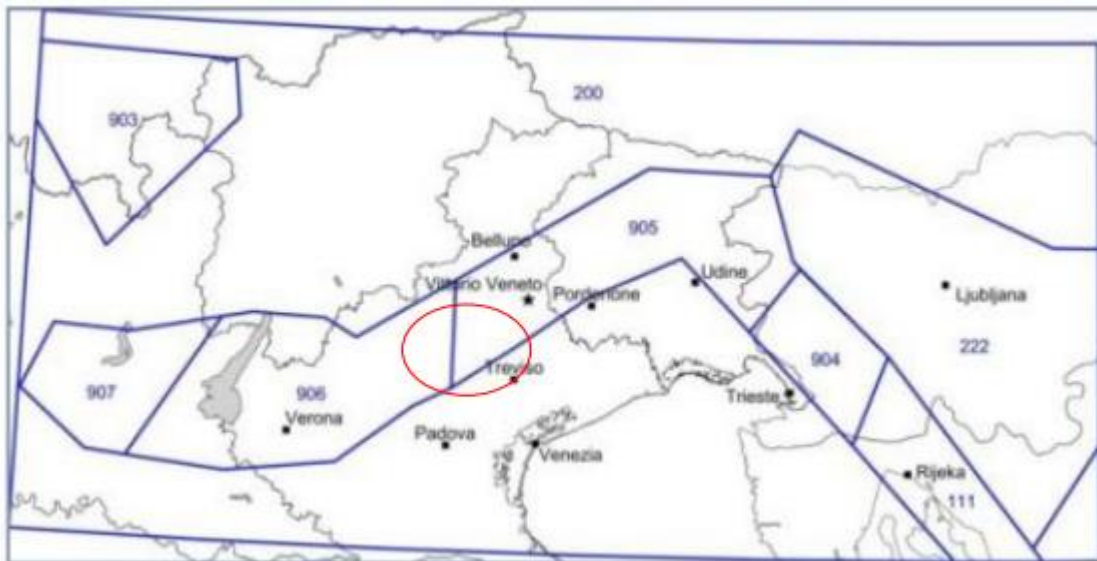 200
903
905
Belluno
Vittorio Veneto
Udine
Pordenone
Ljubljana
904
222
Treviso
907
906
Trieste
Verona
Padova
Venezia
Rijeka
111